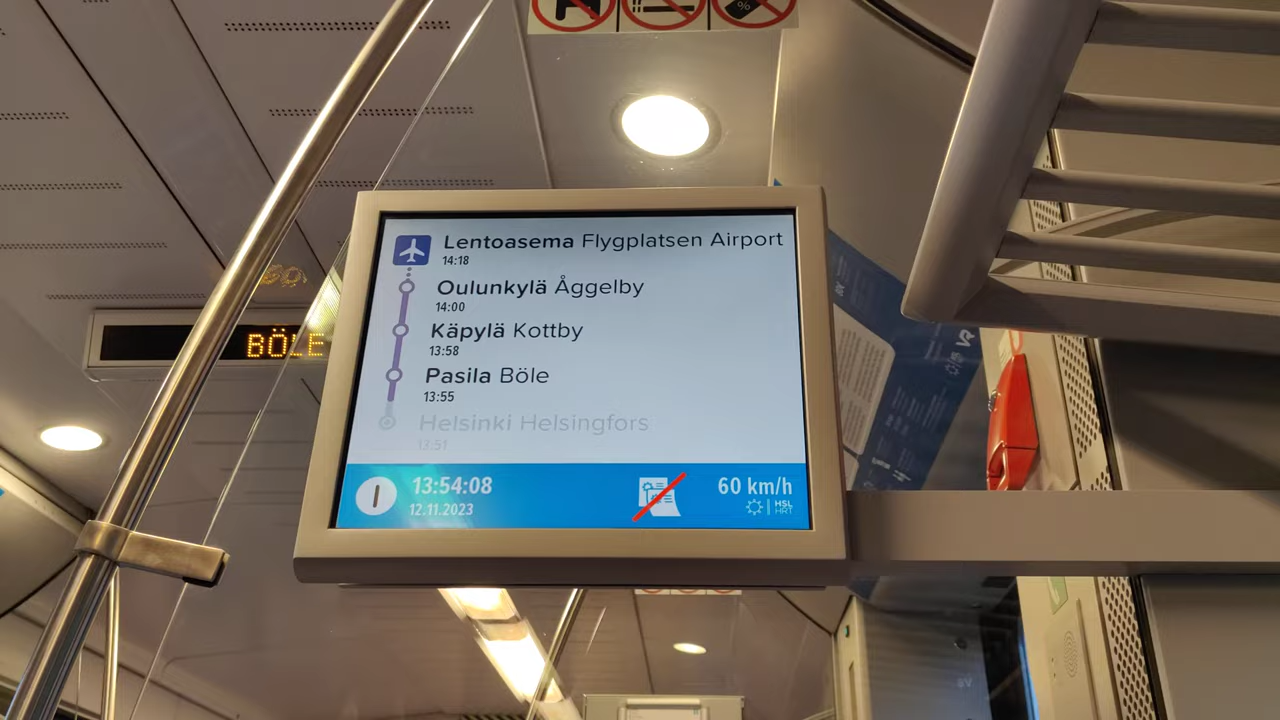 %
Lentoasema Flygplatsen Airport
14:18
Oulunkylä Åggelby
14:00
Käpylä Kottby
13:58
BÖLE
Pasila Böle
13:55
Helsinki Helsingfors
13:51
I 13:54:08 60 km/h
12.11.2023 HSL
HRT
VR